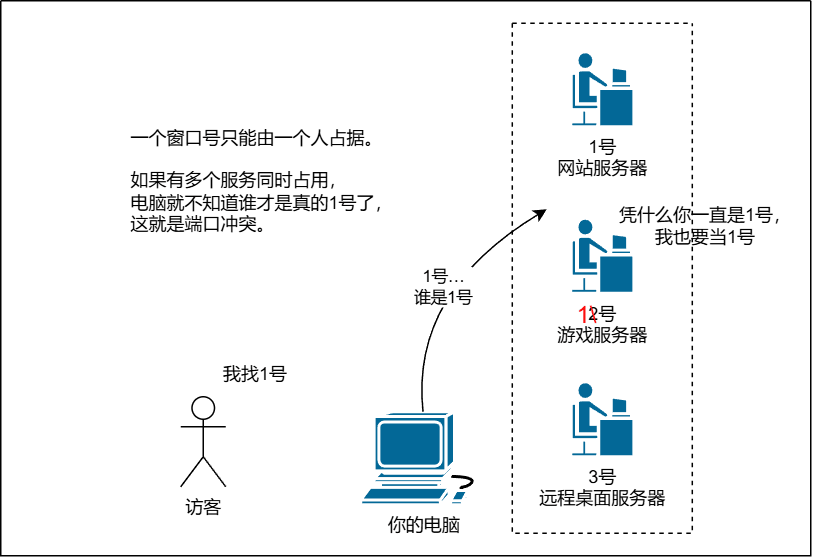 一个窗口号只能由一个人占据。
如果有多个服务同时占用，
电脑就不知道谁才是真的1号了，
这就是端口冲突。
1号
网站服务器
凭什么你一直是1号，
我也要当1号
1号…
谁是1号
1\2号
游戏服务器
我找1号
访客
你的电脑
3号
远程桌面服务器